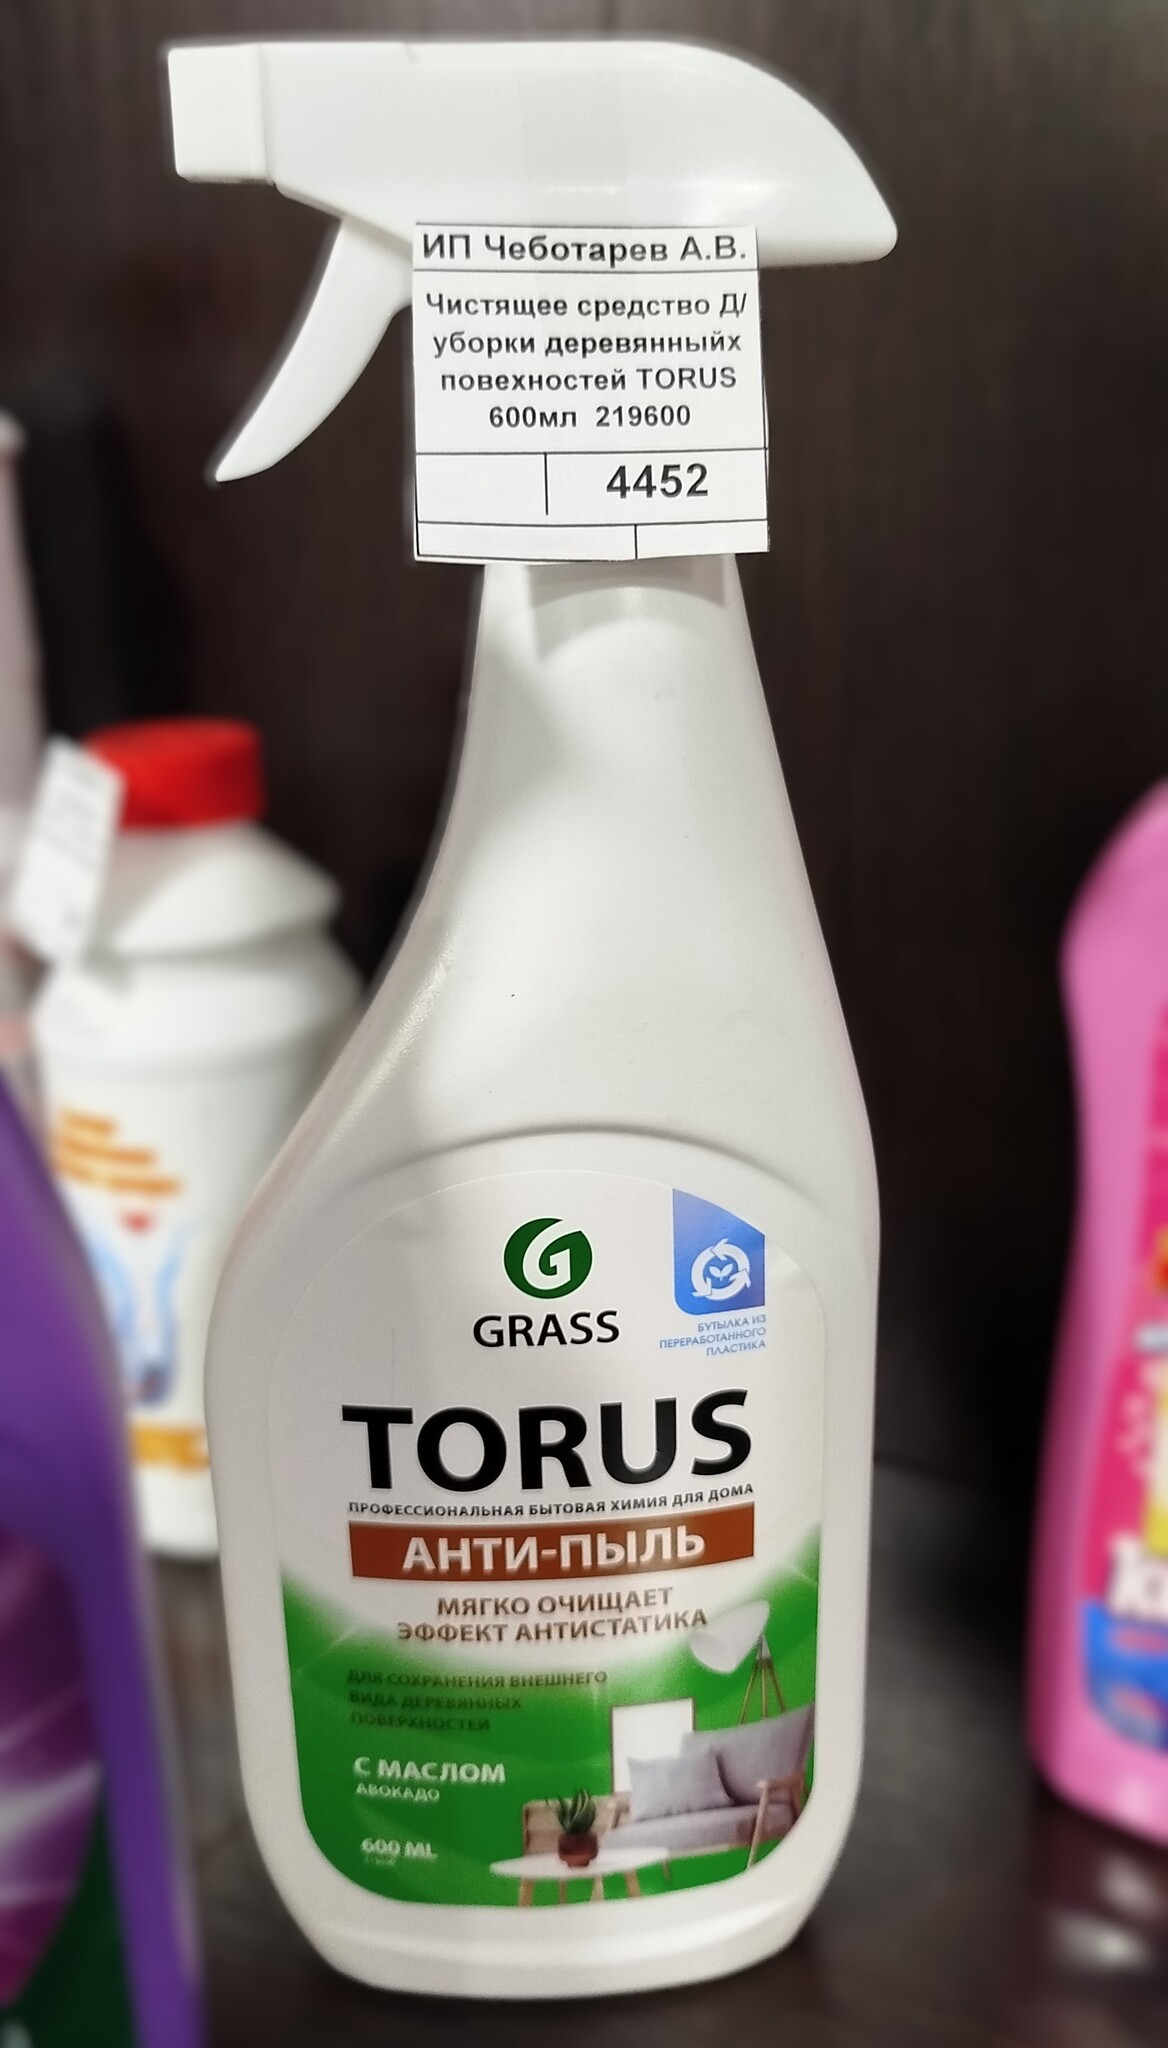 ИП Чеботарев А.В.
Чистящее средство Д/
уборки деревянныйх
повехностей TORUS
600мл 219600
4452
GRASS
БУТЫЛКА ИЗ
ПЕРЕРАБОТАННОГО
ПЛАСТИКА
TORUS
ПРОФЕССИОНАЛЬНАЯ БЫТОВАЯ ХИМИЯ ДЛЯ ДОМА
АНТИ-ПЫЛЬ
МЯГКО ОЧИЩАЕТ
ЭФФЕКТ АНТИСТАТИКА
ДЛЯ СОХРАНЕНИЯ ВНЕШНЕГО
ВИДА ДЕРЕВЯННЫХ
ПОВЕРХНОСТЕЙ
С МАСЛОМ
АВОКАДО
600 ML